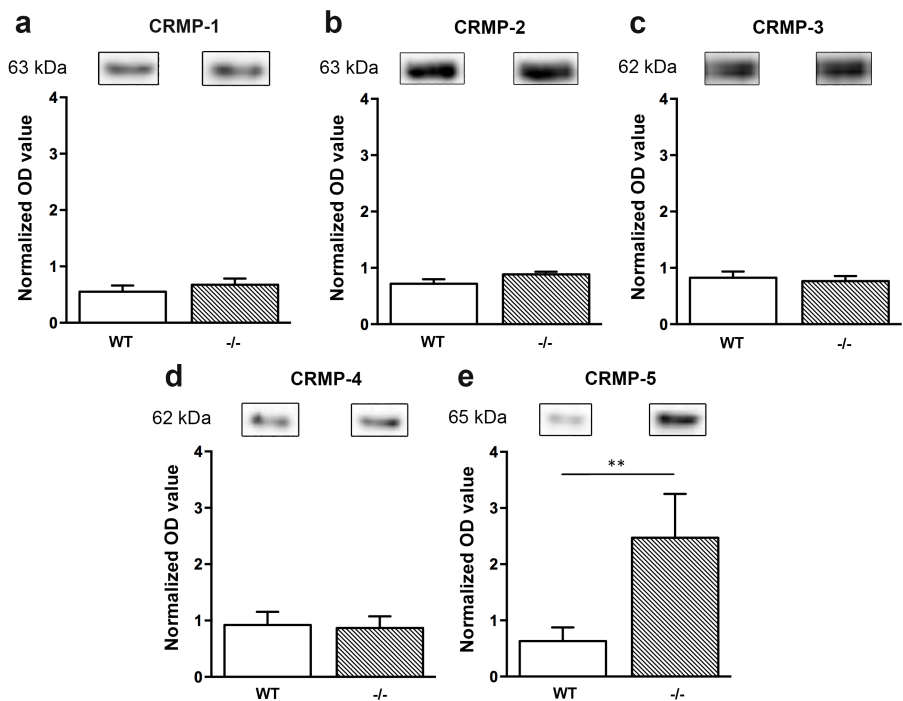 a CRMP-1
63 kDa
Normalized OD value
4
3
2
1
0
WT -/-
b CRMP-2
63 kDa
Normalized OD value
4
3
2
1
0
WT -/-
c CRMP-3
62 kDa
Normalized OD value
4
3
2
1
0
WT -/-
d CRMP-4
62 kDa
Normalized OD value
4
3
2
1
0
WT -/-
e CRMP-5
65 kDa
Normalized OD value
4
3
2
1
0
**
WT -/-